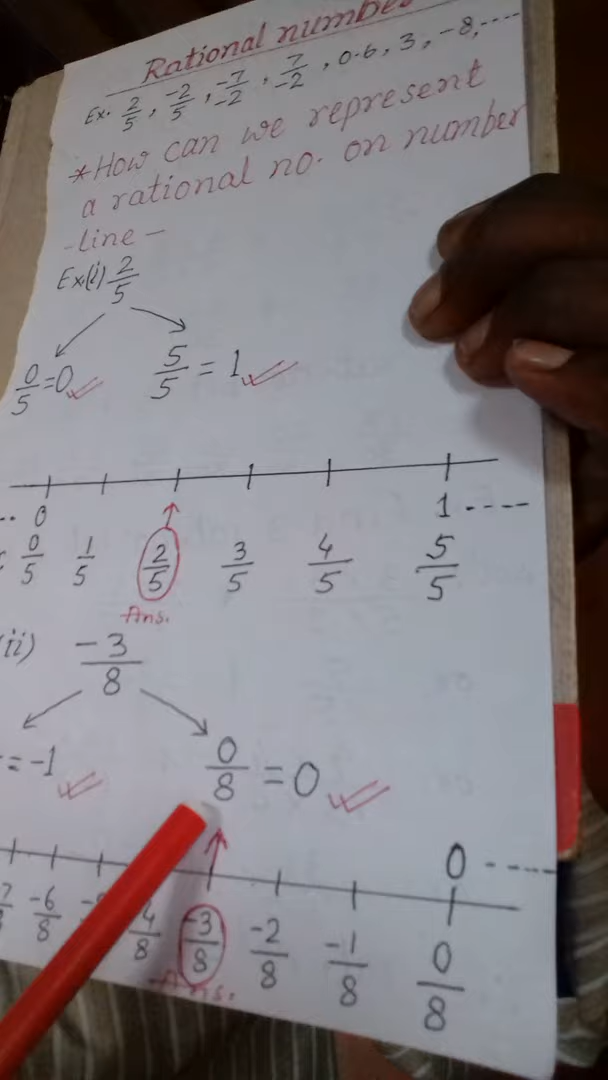 Rational number
Ex. 2/5, -2/5, -7/-2, 7/-2, 0.6, 3, -8, ----
*How can we represent
a rational no. on number
-line-
Ex.(i) 2/5
0/5 = 0 5/5 = 1
.. 0 1 ----
0/5 1/5 2/5 3/5 4/5 5/5
Ans.
(ii) -3/8
= -1 0/8 = 0
0 ----
-6/8 -3/8 -2/8 -1/8 0/8
Ans.